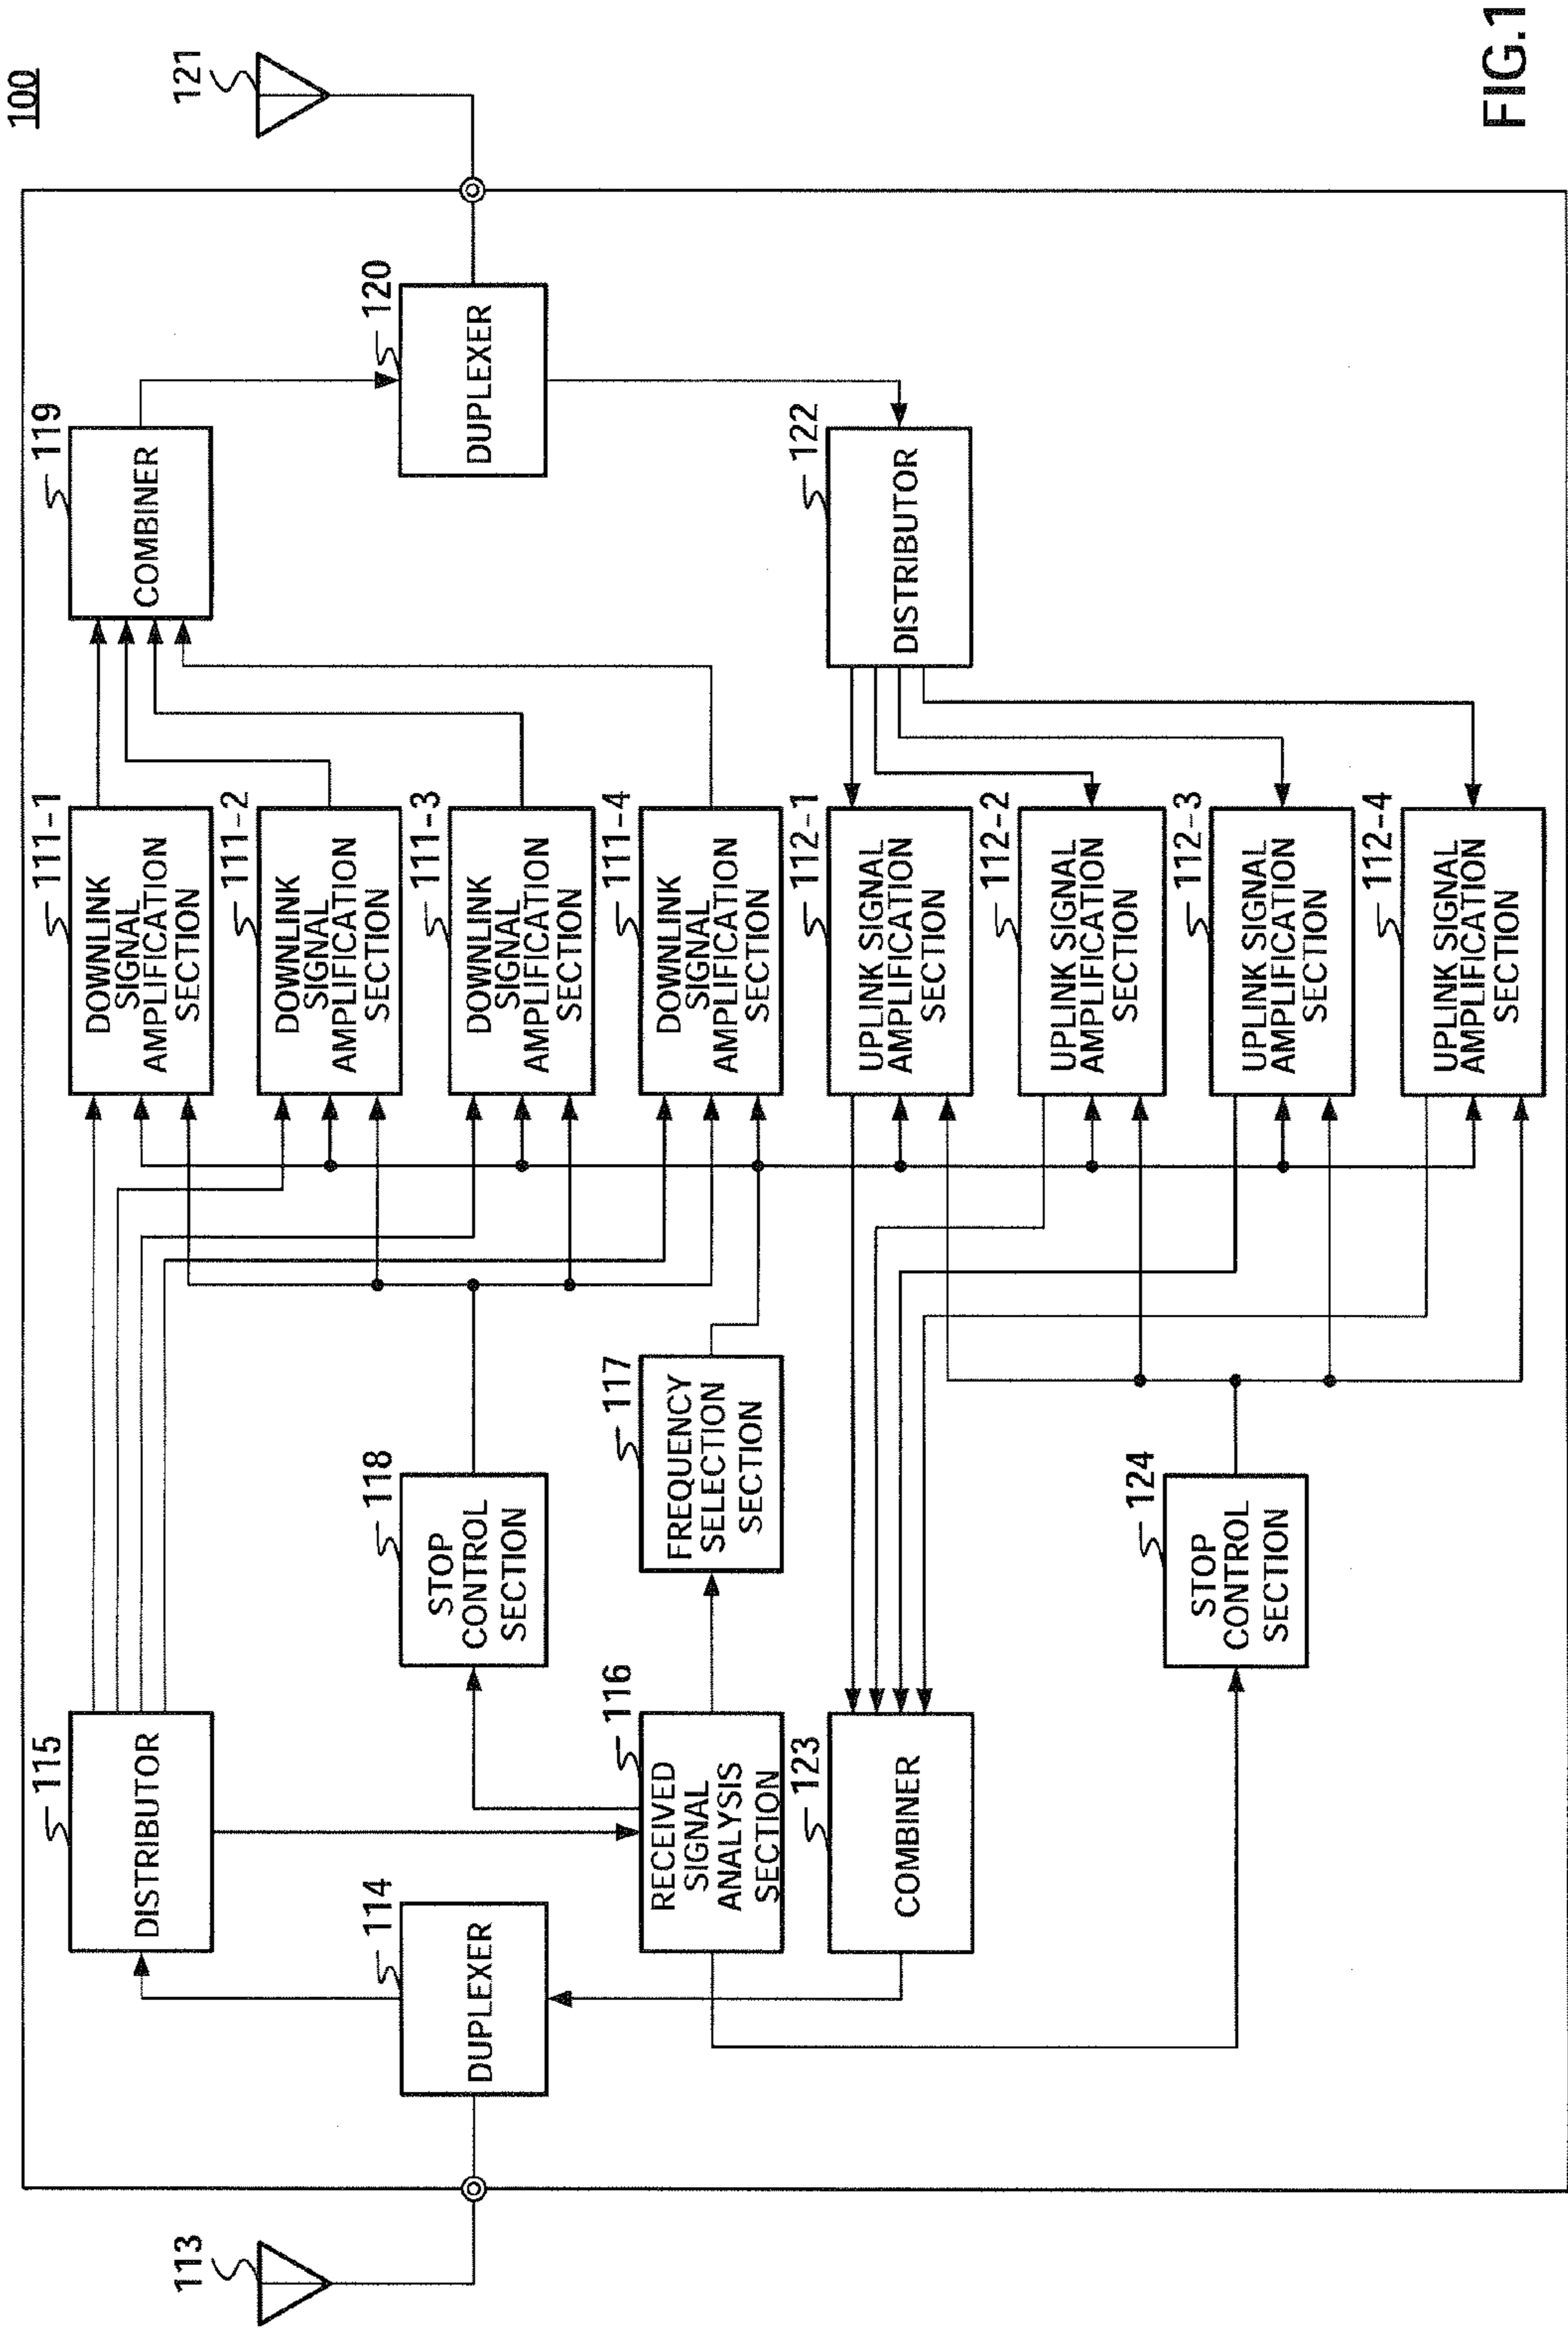 100
113
121
115
DISTRIBUTOR
111-1
DOWNLINK
SIGNAL
AMPLIFICATION
SECTION
119
COMBINER
111-2
DOWNLINK
SIGNAL
AMPLIFICATION
SECTION
114
DUPLEXER
118
STOP
CONTROL
SECTION
111-3
DOWNLINK
SIGNAL
AMPLIFICATION
SECTION
120
DUPLEXER
116
RECEIVED
SIGNAL
ANALYSIS
SECTION
117
FREQUENCY
SELECTION
SECTION
111-4
DOWNLINK
SIGNAL
AMPLIFICATION
SECTION
123
COMBINER
112-1
UPLINK SIGNAL
AMPLIFICATION
SECTION
122
DISTRIBUTOR
112-2
UPLINK SIGNAL
AMPLIFICATION
SECTION
124
STOP
CONTROL
SECTION
112-3
UPLINK SIGNAL
AMPLIFICATION
SECTION
112-4
UPLINK SIGNAL
AMPLIFICATION
SECTION
FIG.1